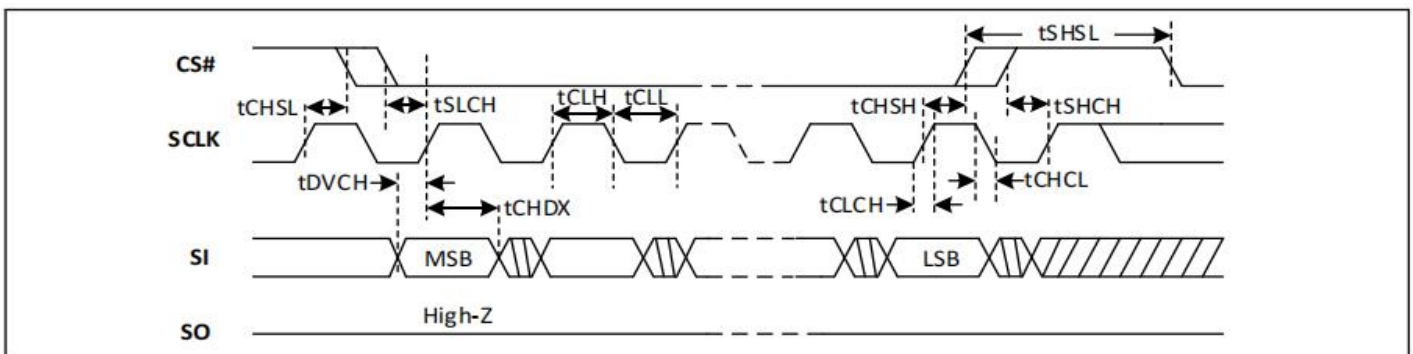 tSHSL
CS#
tCHSL
tSLCH
tCLH
tCLL
tCHSH
tSHCH
SCLK
tDVCH
tCHDX
tCLCH
tCHCL
SI
MSB
LSB
High-Z
SO